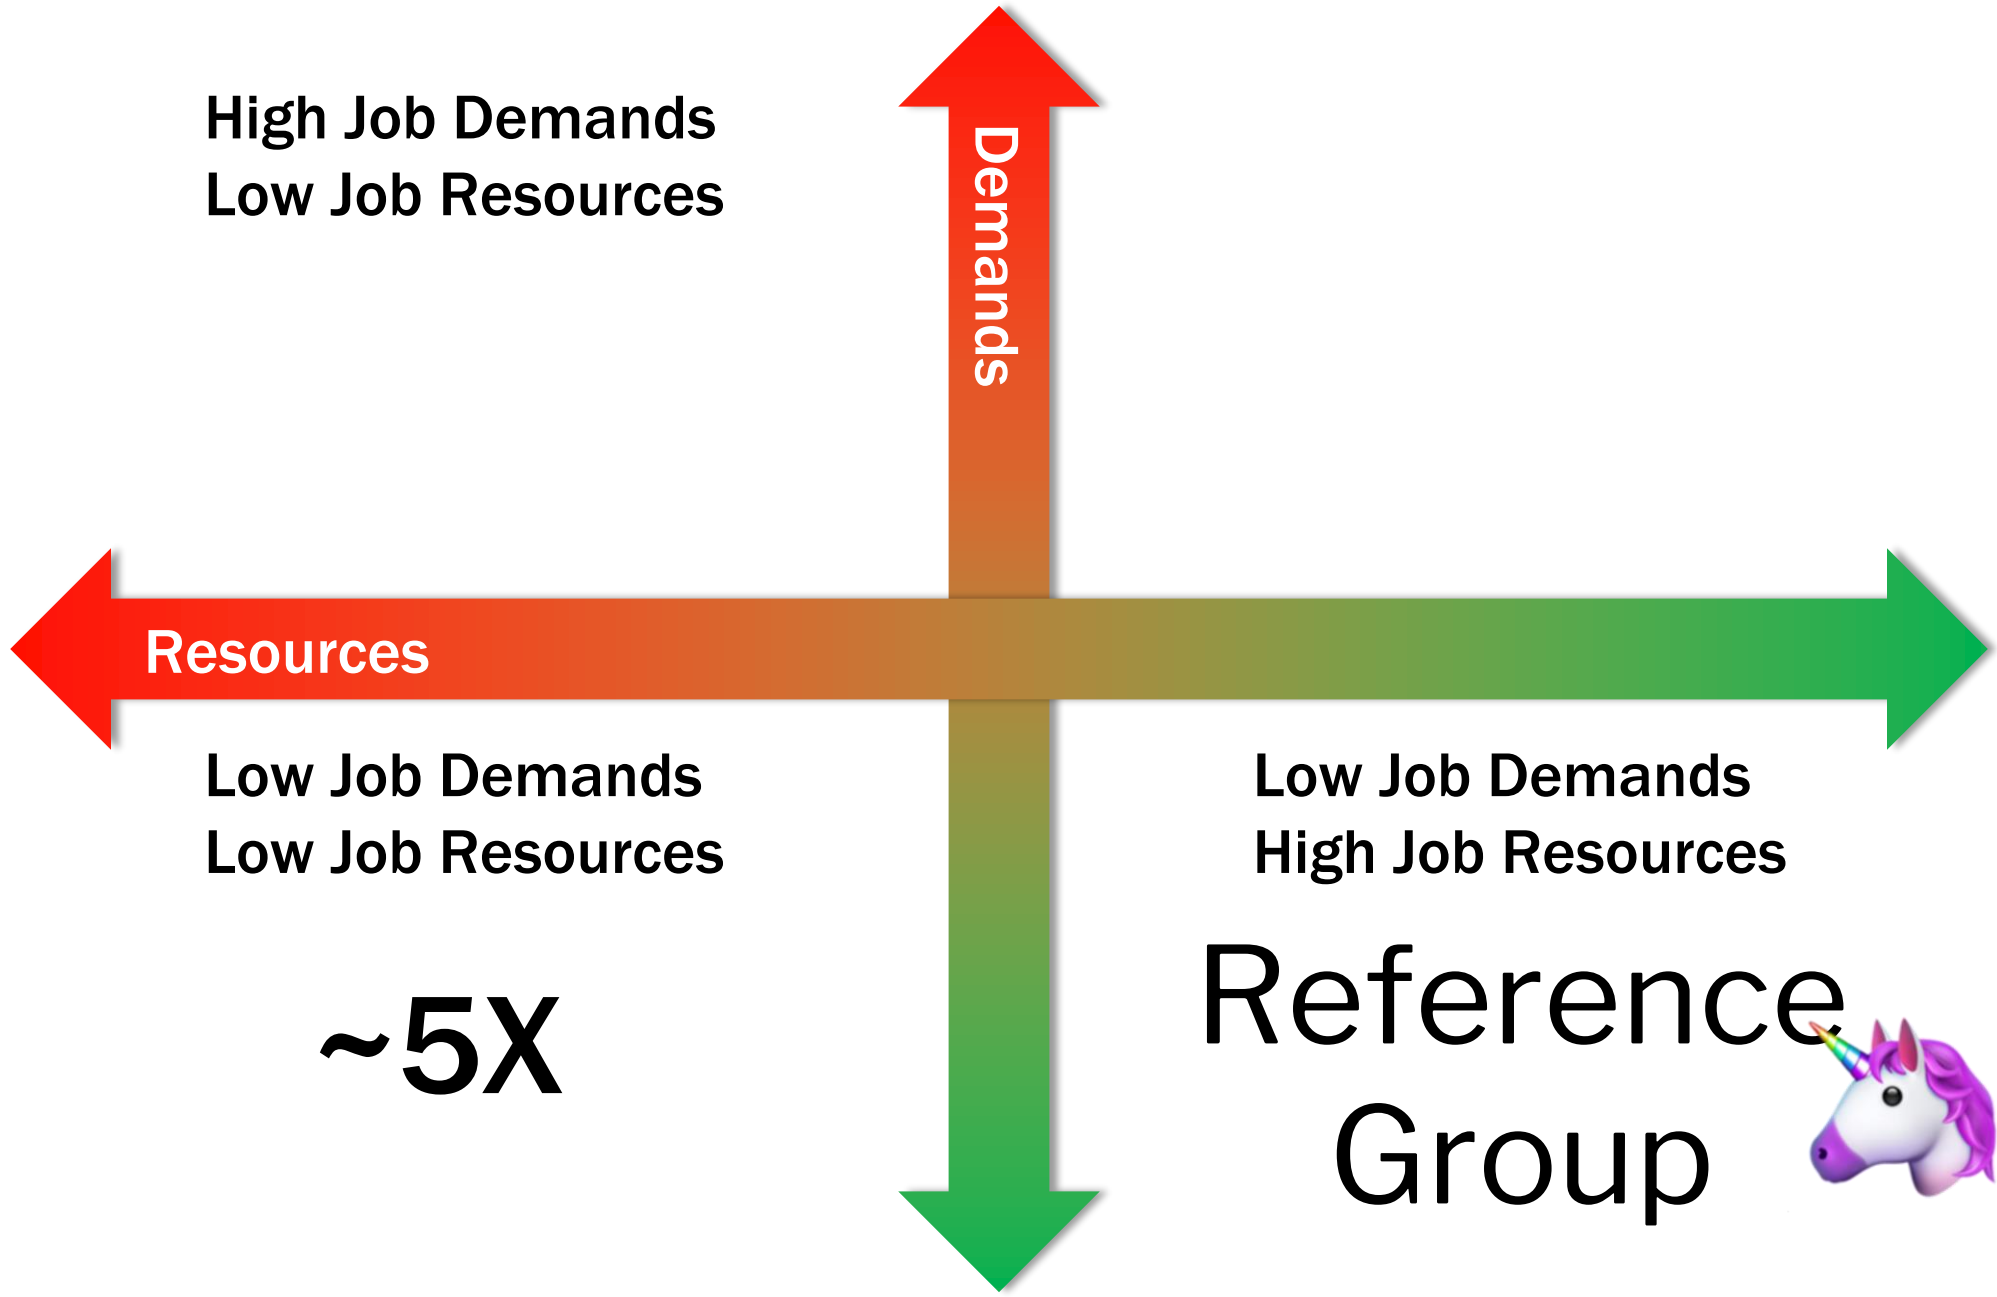 High Job Demands
Low Job Resources
Demands
Resources
Low Job Demands
Low Job Resources
~5X
Low Job Demands
High Job Resources
Reference
Group